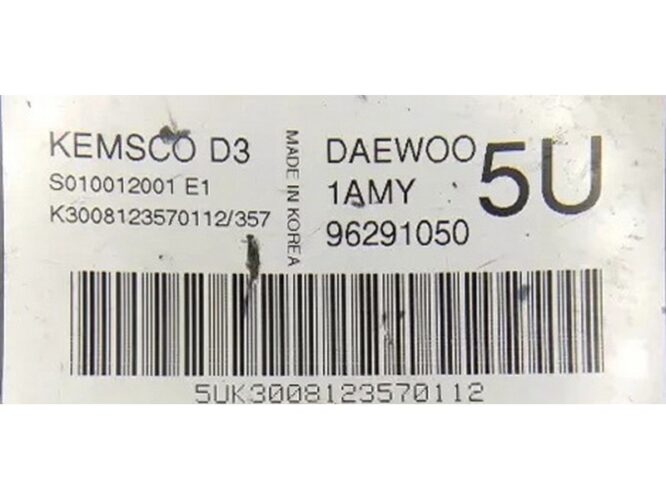 KEMSCO D3
S010012001 E1
K3008123570112/357
MADE IN KOREA
DAEWOO
1AMY
96291050
5U
5UK3008123570112